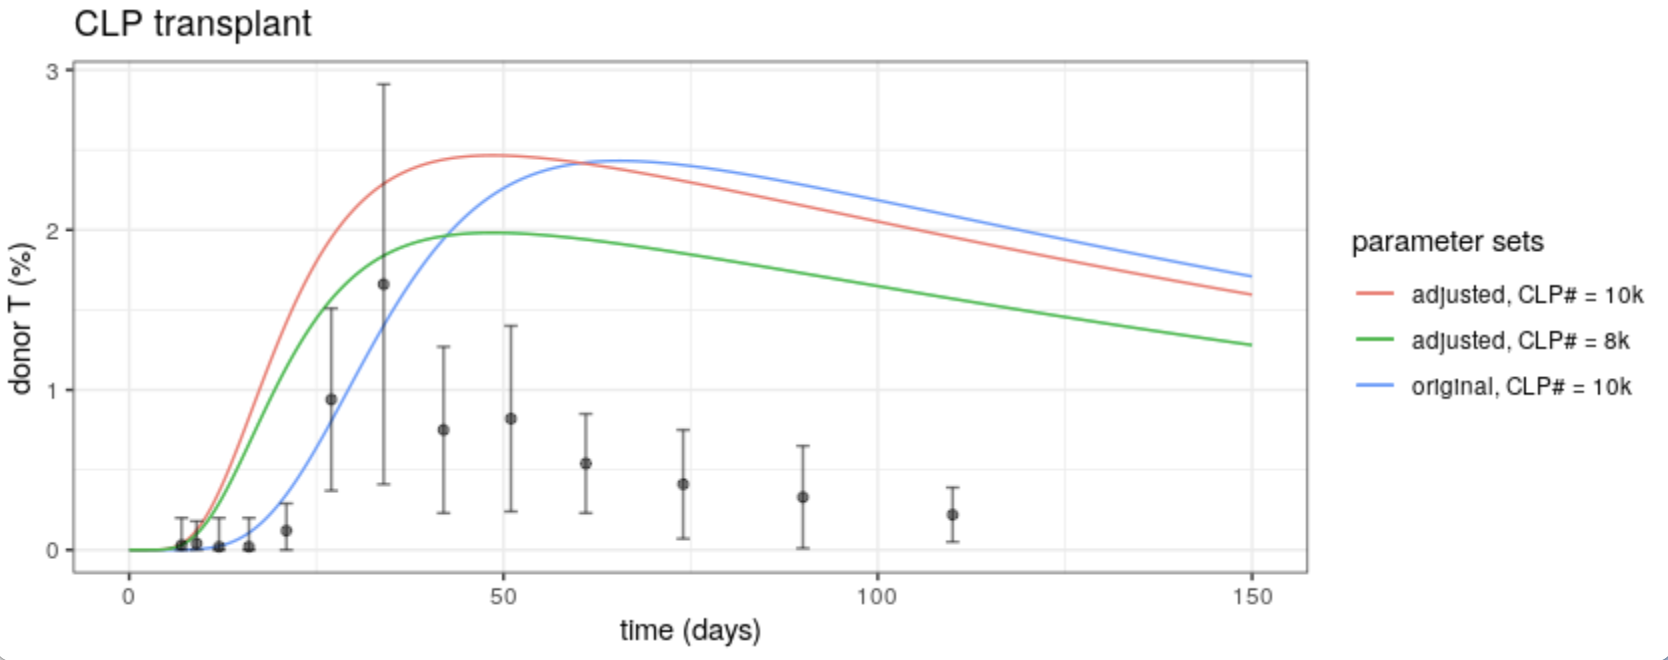 CLP transplant
3
2
1
0
donor T (%)
0 50 100 150
time (days)
parameter sets
adjusted, CLP# = 10k
adjusted, CLP# = 8k
original, CLP# = 10k